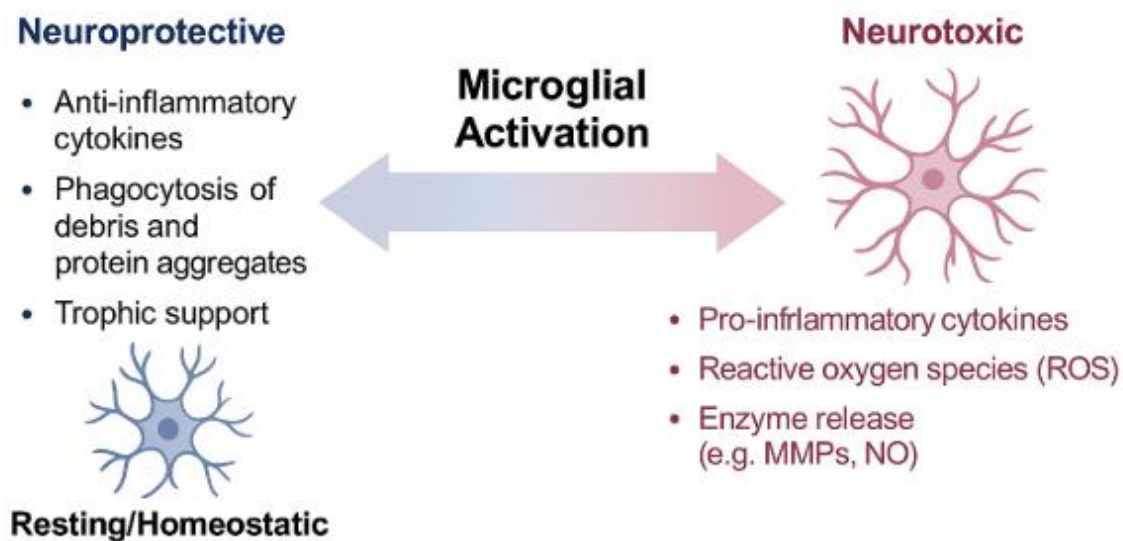 Neuroprotective
• Anti-inflammatory
cytokines
• Phagocytosis of
debris and
protein aggregates
• Trophic support
Resting/Homeostatic
Microglial
Activation
Neurotoxic
• Pro-infrlammatory cytokines
• Reactive oxygen species (ROS)
• Enzyme release
(e.g. MMPs, NO)